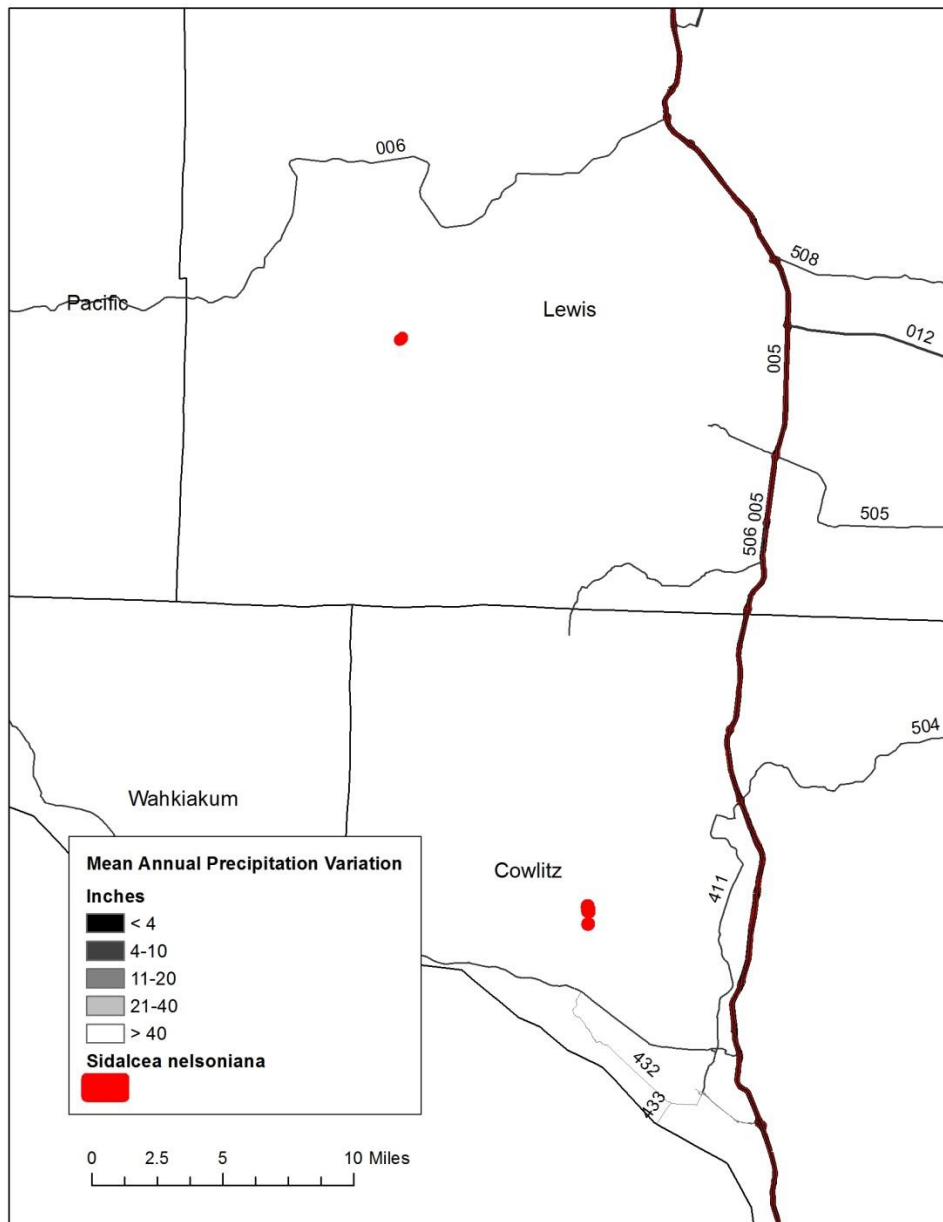 006
508
Pacific
Lewis
012
005
005
506
505
504
Wahkiakum
Mean Annual Precipitation Variation
Inches
< 4
4-10
11-20
21-40
> 40
Sidalcea nelsoniana
Cowlitz
411
432
433
0 2.5 5 10 Miles